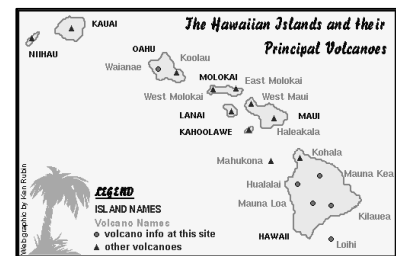 The Hawaiian Islands and their
Principal Volcanoes
KAUAI
NIIHAU
OAHU
Koolau
Waianae
MOLOKAI
East Molokai
West Molokai
West Maui
LANAI
MAUI
KAHOOLAWE
Haleakala
Kohala
Mahukona
Mauna Kea
Hualalai
Mauna Loa
Kilauea
HAWAII
Loihi
LEGEND
ISLAND NAMES
Volcano Names
volcano info at this site
other volcanoes
Web graphic by Ken Rubin